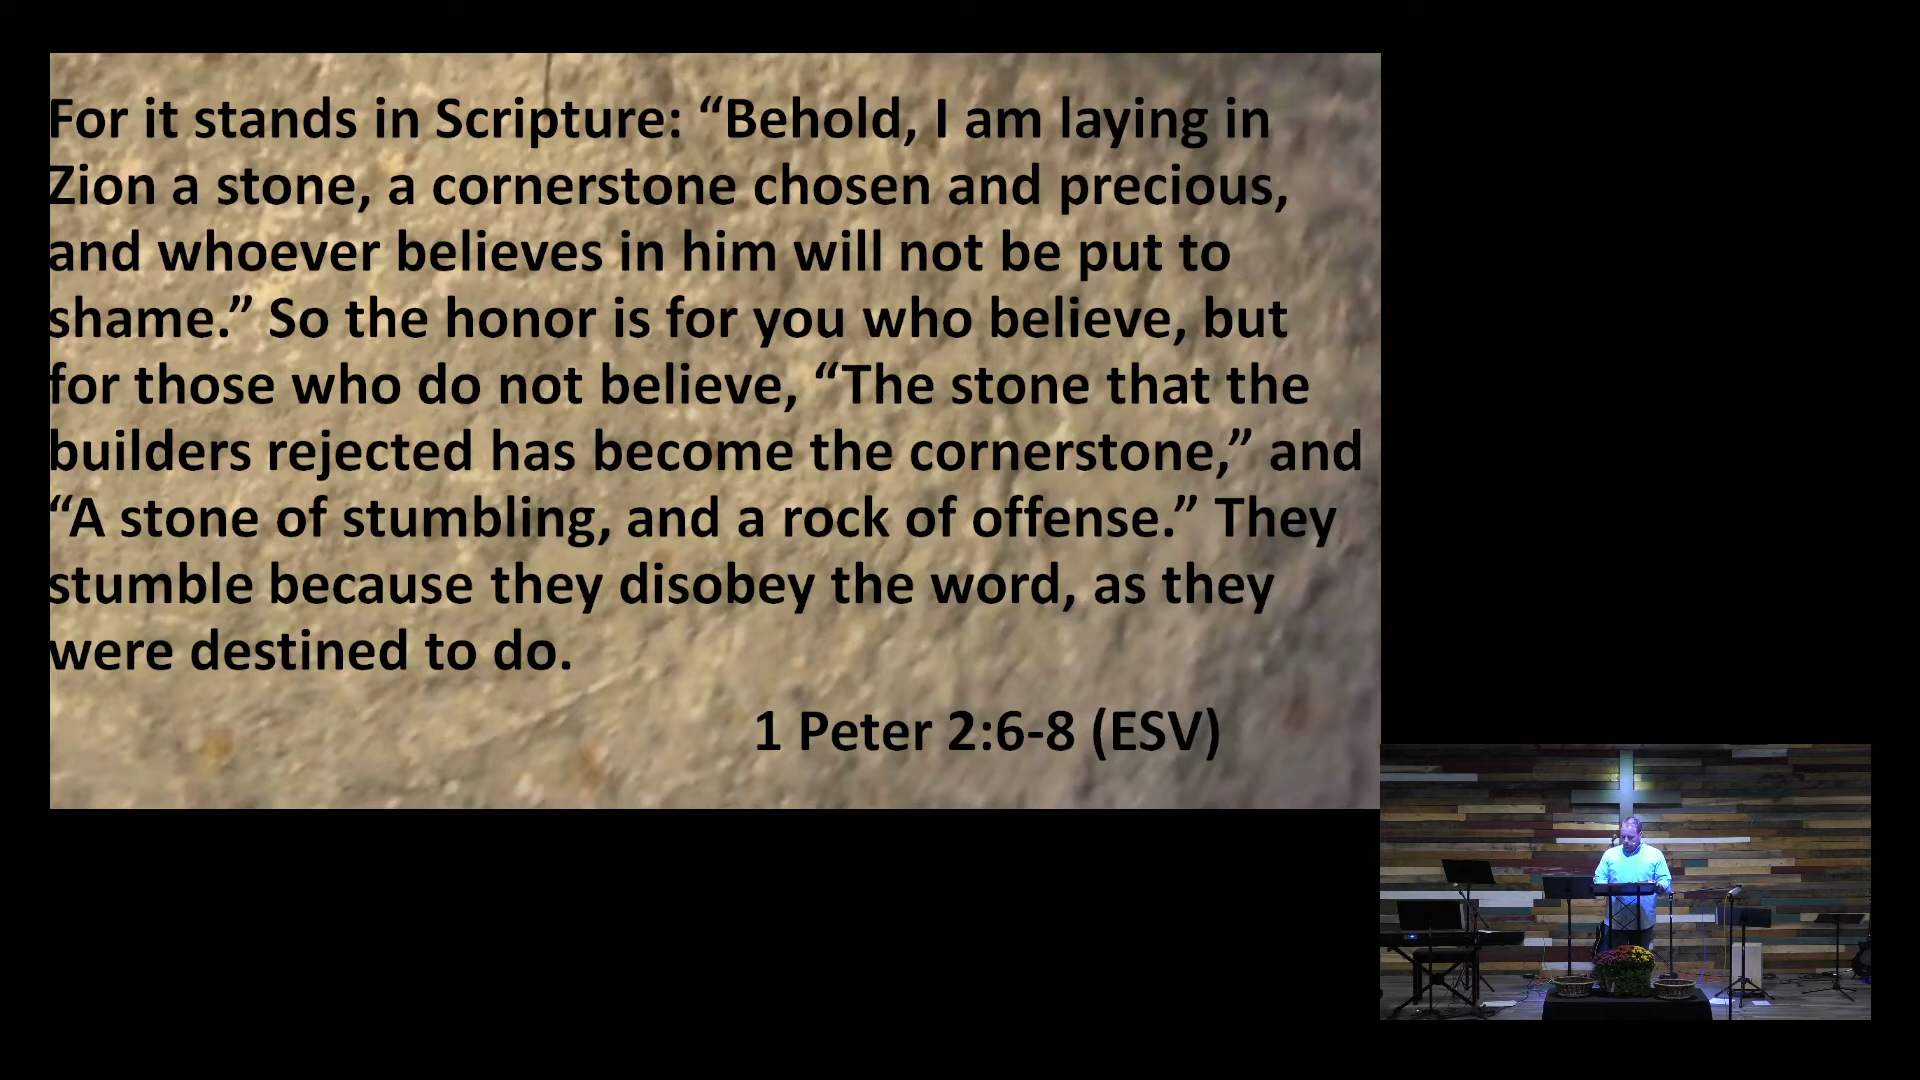 For it stands in Scripture: “Behold, I am laying in
Zion a stone, a cornerstone chosen and precious,
and whoever believes in him will not be put to
shame.” So the honor is for you who believe, but
for those who do not believe, “The stone that the
builders rejected has become the cornerstone,” and
“A stone of stumbling, and a rock of offense.” They
stumble because they disobey the word, as they
were destined to do.
1 Peter 2:6-8 (ESV)